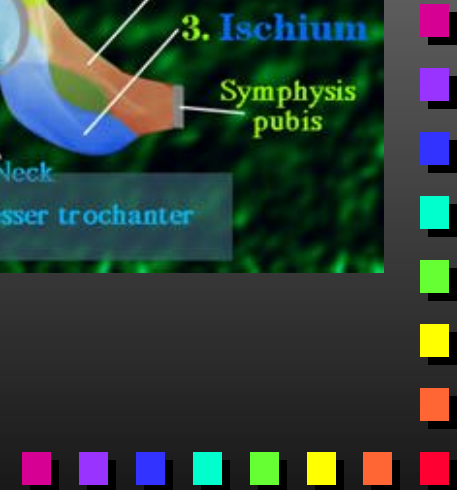 3. Ischium
Symphysis
pubis
Neck
sser trochanter